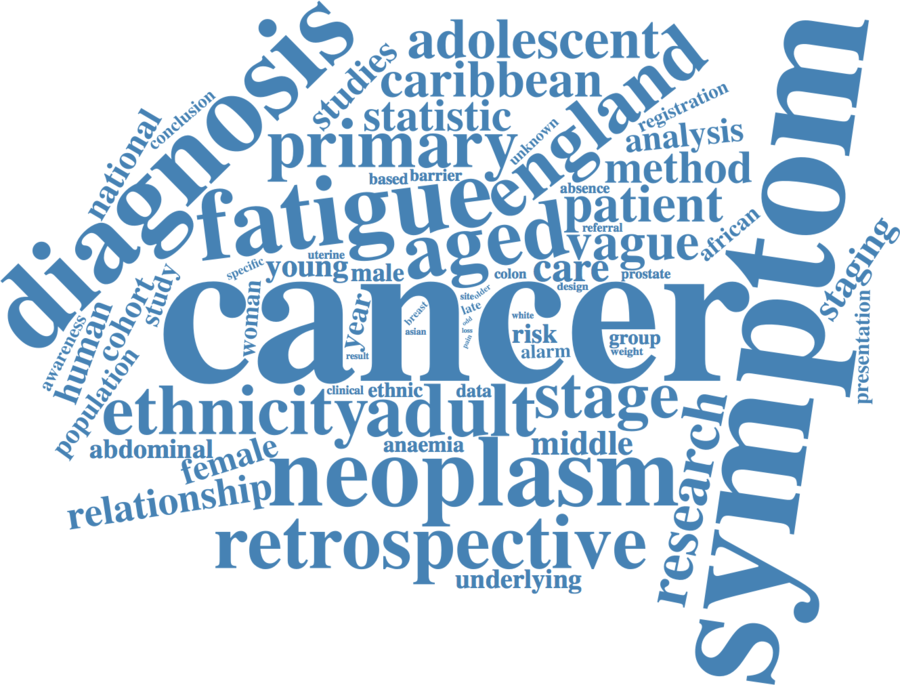 diagnosis
adolescent
studies
caribbean
england
symptom
conclusion
national
statistic
registration
primary
unknown
analysis
method
based
barrier
fatigue
absence
patient
referral
aged
vague
african
uterine
specific
young
male
colon
care
prostate
design
staging
cohort
study
human
awareness
population
cancer
woman
year
result
breast
asian
site
older
late
odd
loss
pain
white
risk
alarm
group
weight
presentation
clinical
ethnic
data
ethnicity
adult
stage
abdominal
anaemia
middle
female
neoplasm
research
relationship
retrospective
underlying